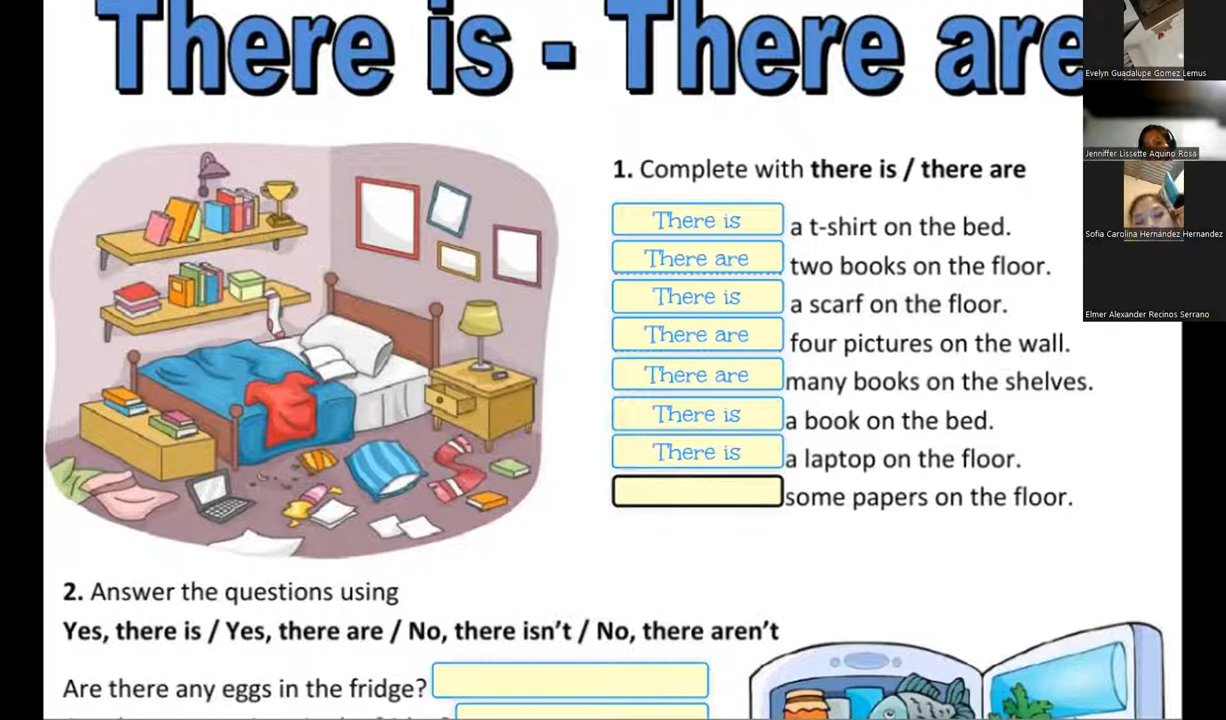 There is - There are
Evelyn Guadalupe Gomez Lemus
Jenniffer Lissette Aquino Rosa
Sofia Carolina Hernández Hernandez
Elmer Alexander Recinos Serrano
1. Complete with there is / there are
There is a t-shirt on the bed.
There are two books on the floor.
There is a scarf on the floor.
There are four pictures on the wall.
There are many books on the shelves.
There is a book on the bed.
There is a laptop on the floor.
some papers on the floor.
2. Answer the questions using
Yes, there is / Yes, there are / No, there isn't / No, there aren't
Are there any eggs in the fridge?